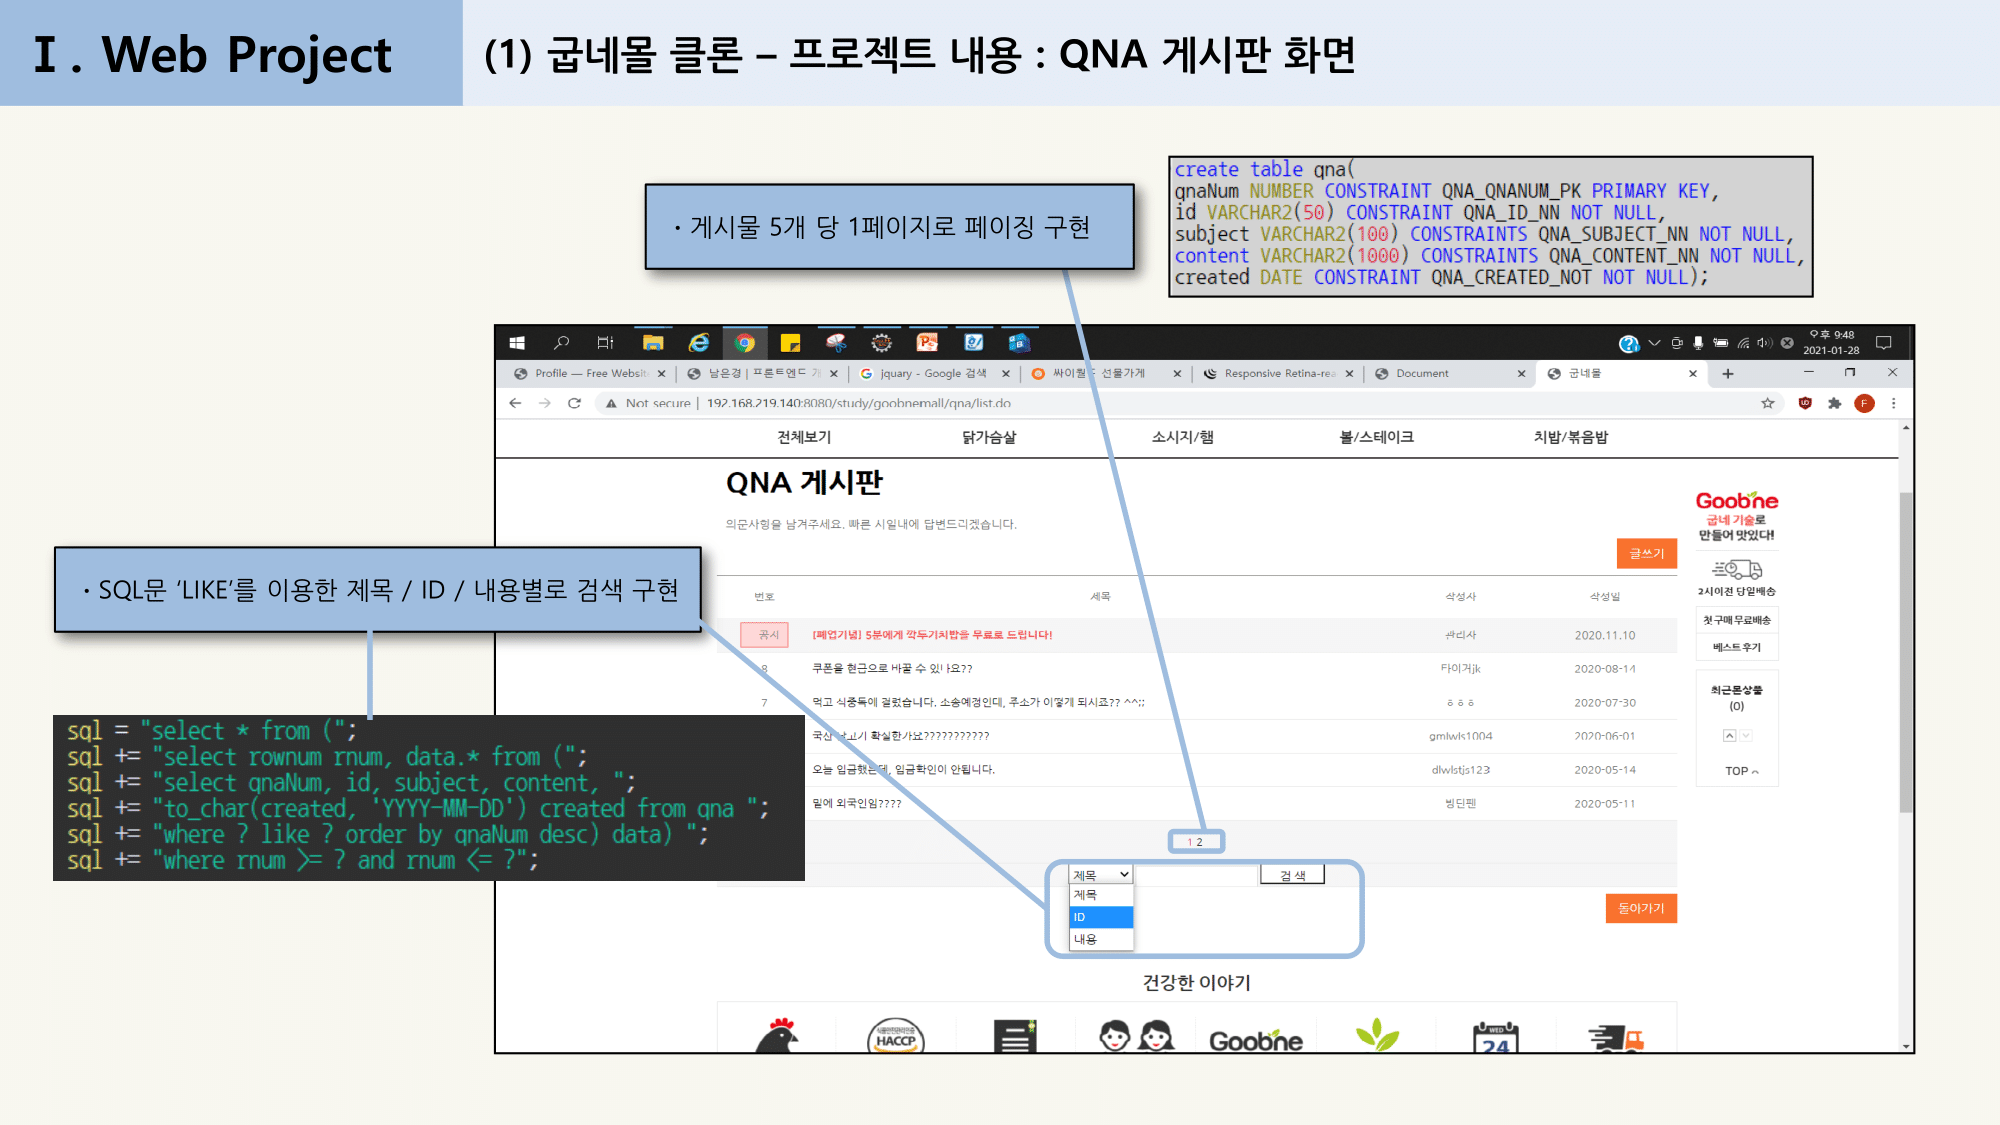 Ⅰ. Web Project
(1) 굽네몰 클론 – 프로젝트 내용 : QNA 게시판 화면
· 게시물 5개 당 1페이지로 페이징 구현
create table qna(
qnaNum NUMBER CONSTRAINT QNA_QNANUM_PK PRIMARY KEY,
id VARCHAR2(50) CONSTRAINT QNA_ID_NN NOT NULL,
subject VARCHAR2(100) CONSTRAINTS QNA_SUBJECT_NN NOT NULL,
content VARCHAR2(1000) CONSTRAINTS QNA_CONTENT_NN NOT NULL,
created DATE CONSTRAINT QNA_CREATED_NOT NOT NULL);
오후 9:48
2021-01-28
Profile — Free Websit
남은경 | 프론트엔드 개
jquary - Google 검색
싸이월드 선물가게
Responsive Retina-rea
Document
굽네몰
Not secure | 192.168.219.140:8080/study/goobnemall/qna/list.do
전체보기 닭가슴살 소시지/햄 볼/스테이크 치밥/볶음밥
QNA 게시판
의문사항을 남겨주세요. 빠른 시일내에 답변드리겠습니다.
글쓰기
번호 제목 작성자 작성일
공지 [폐업기념] 5분에게 깍두기치밥을 무료로 드립니다! 관리자 2020.11.10
8 쿠폰을 현금으로 바꿀 수 있나요?? 타이거jk 2020-08-14
7 먹고 식중독에 걸렸습니다. 소송예정인데, 주소가 이떻게 되시죠?? ^^;; ㅎㅎㅎ 2020-07-30
국산 닭고기 확실한가요??????????? gmlwls1004 2020-06-01
오늘 입금했는데, 입금확인이 안됩니다. dlwlstjs123 2020-05-14
밑에 외국인임???? 빙딘펜 2020-05-11
1 2
제목 검 색
제목
ID
내용
돌아가기
Goobne
굽네 기술로
만들어 맛있다!
2시이전 당일배송
첫구매 무료배송
베스트 후기
최근본상품
(0)
TOP
· SQL문 ‘LIKE’를 이용한 제목 / ID / 내용별로 검색 구현
sql = "select * from (";
sql += "select rownum rnum, data.* from (";
sql += "select qnaNum, id, subject, content, ";
sql += "to_char(created, 'YYYY-MM-DD') created from qna ";
sql += "where ? like ? order by qnaNum desc) data) ";
sql += "where rnum >= ? and rnum <= ?";
건강한 이야기
HACCP
Goobne
WED
24